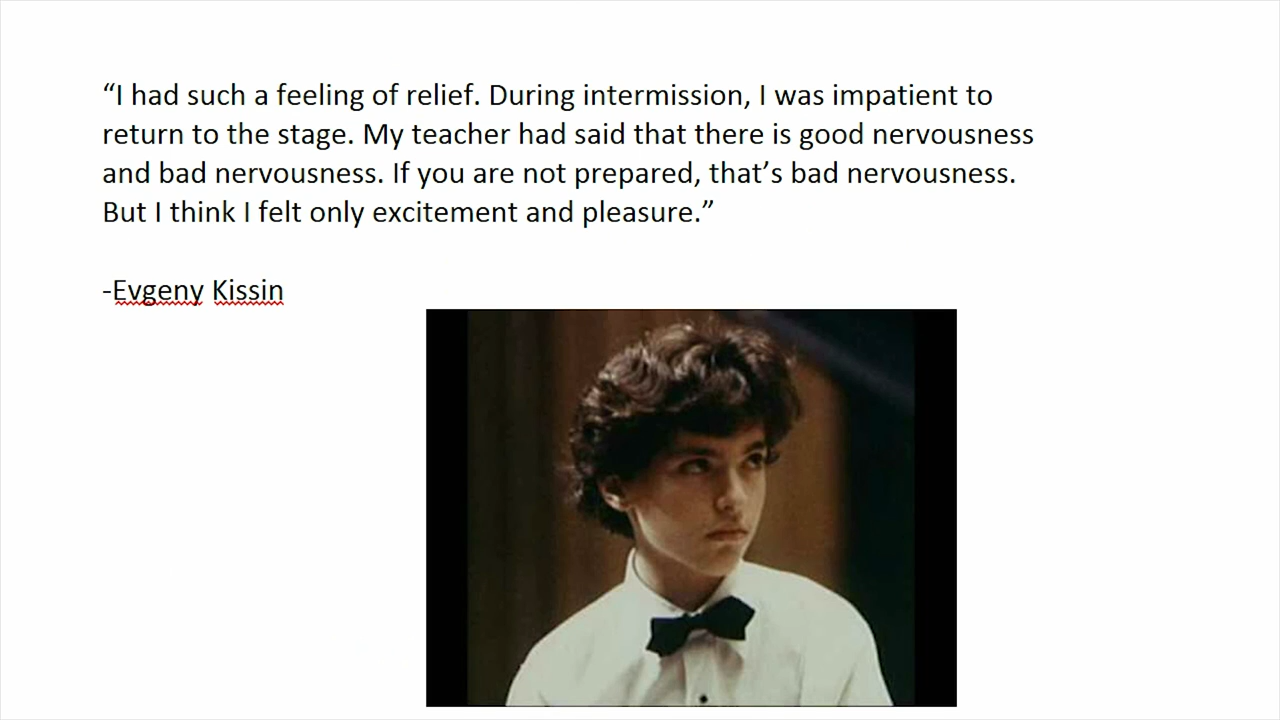 “I had such a feeling of relief. During intermission, I was impatient to
return to the stage. My teacher had said that there is good nervousness
and bad nervousness. If you are not prepared, that’s bad nervousness.
But I think I felt only excitement and pleasure.”
-Evgeny Kissin